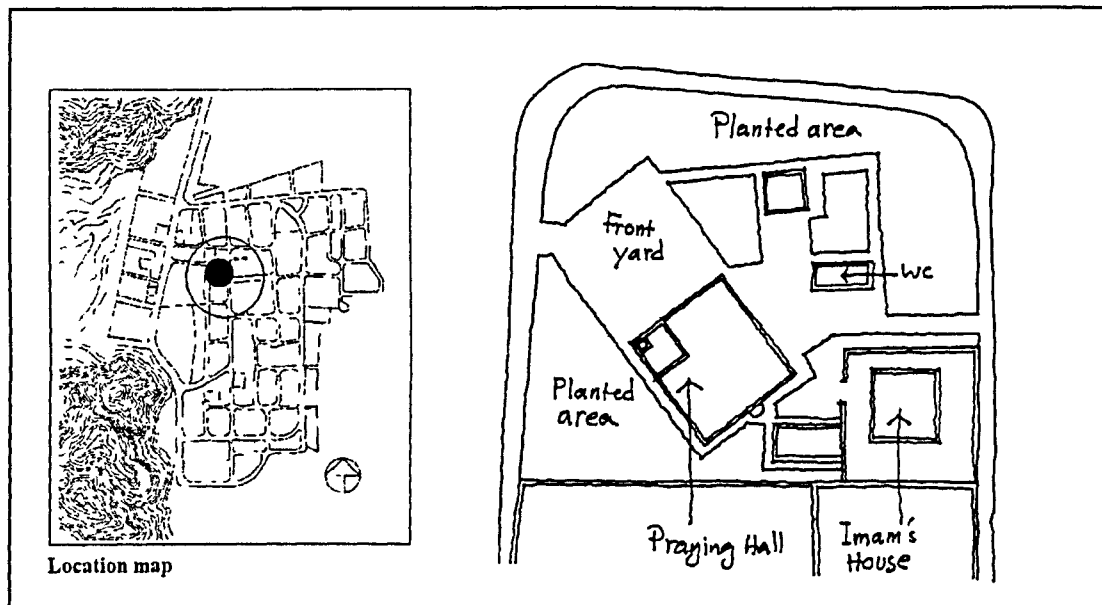 Location map
Planted area
Front
yard
WC
Planted
area
Praying Hall
Imam's
House